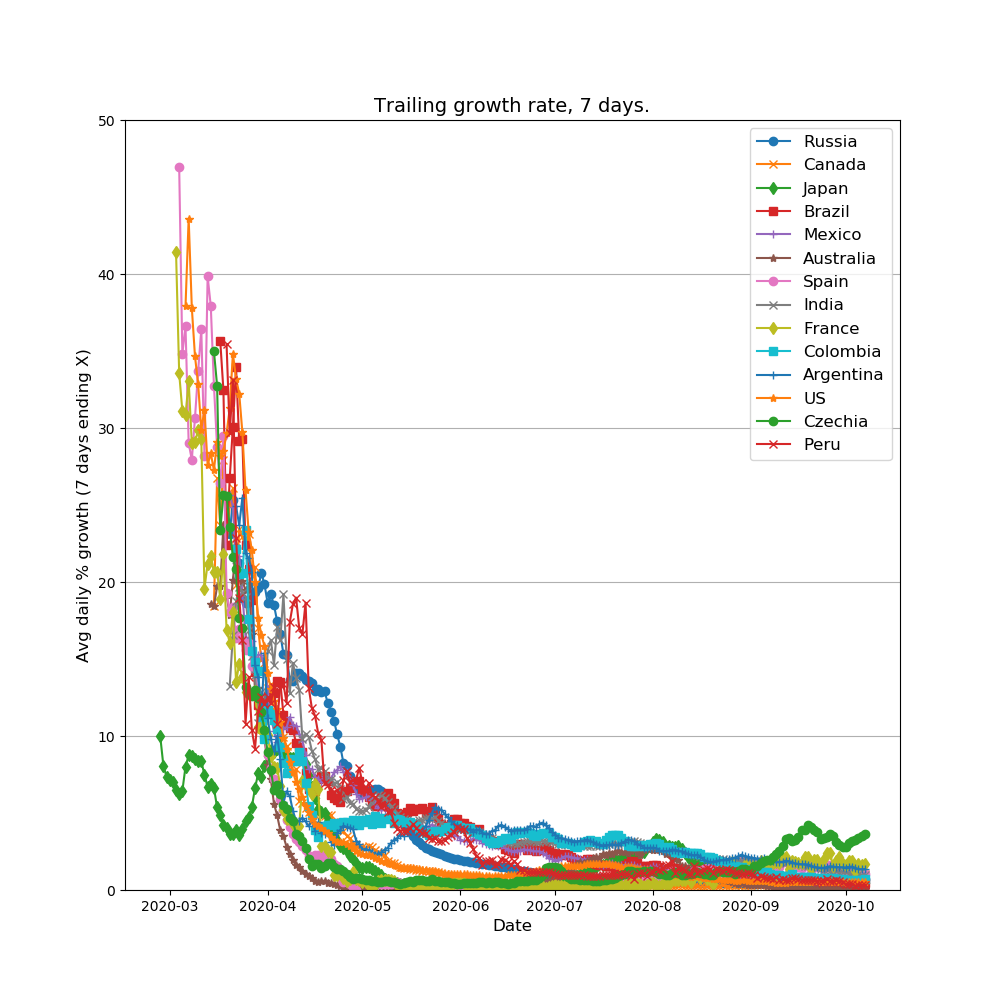 Trailing growth rate, 7 days.
Avg daily % growth (7 days ending X)
50
40
30
20
10
0
Russia
Canada
Japan
Brazil
Mexico
Australia
Spain
India
France
Colombia
Argentina
US
Czechia
Peru
2020-03 2020-04 2020-05 2020-06 2020-07 2020-08 2020-09 2020-10
Date